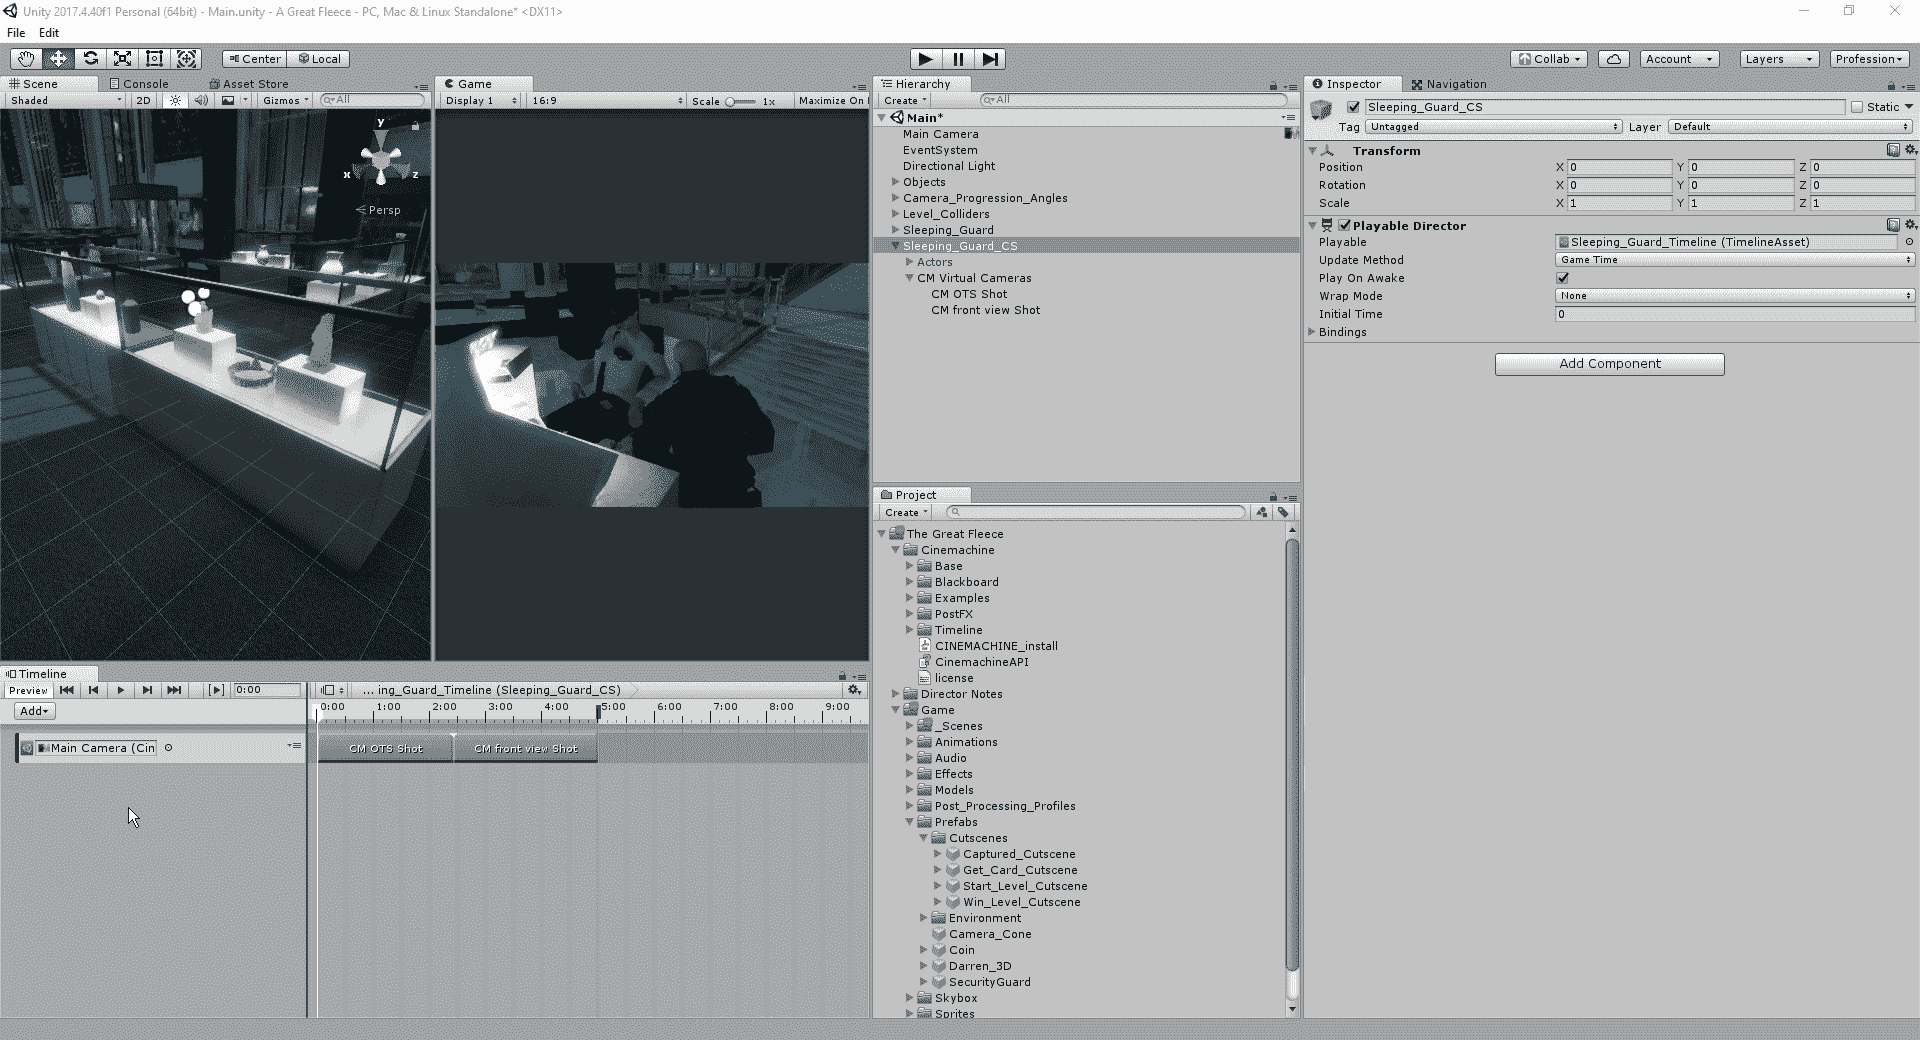 Unity 2017.4.40f1 Personal (64bit) - Main.unity - A Great Fleece - PC, Mac & Linux Standalone* <DX11>
File Edit
Center Local
Collab Account Layers Profession
Scene Console Asset Store
Shaded 2D Gizmos All
y
x z
Persp
Game
Display 1 16:9 Scale 1x Maximize On
Hierarchy
Create All
Main*
Main Camera
EventSystem
Directional Light
Objects
Camera_Progression_Angles
Level_Colliders
Sleeping_Guard
Sleeping_Guard_CS
Actors
CM Virtual Cameras
CM OTS Shot
CM front view Shot
Inspector Navigation
Sleeping_Guard_CS Static
Tag Untagged Layer Default
Transform
Position X 0 Y 0 Z 0
Rotation X 0 Y 0 Z 0
Scale X 1 Y 1 Z 1
Playable Director
Playable Sleeping_Guard_Timeline (TimelineAsset)
Update Method Game Time
Play On Awake
Wrap Mode None
Initial Time 0
Bindings
Add Component
Project
Create
The Great Fleece
Cinemachine
Base
Blackboard
Examples
PostFX
Timeline
CINEMACHINE_install
CinemachineAPI
license
Director Notes
Game
_Scenes
Animations
Audio
Effects
Models
Post_Processing_Profiles
Prefabs
Cutscenes
Captured_Cutscene
Get_Card_Cutscene
Start_Level_Cutscene
Win_Level_Cutscene
Environment
Camera_Cone
Coin
Darren_3D
SecurityGuard
Skybox
Sprites
Timeline
Preview 0:00 ... ing_Guard_Timeline (Sleeping_Guard_CS)
Add 0:00 1:00 2:00 3:00 4:00 5:00 6:00 7:00 8:00 9:00
Main Camera (Cin CM OTS Shot CM front view Shot